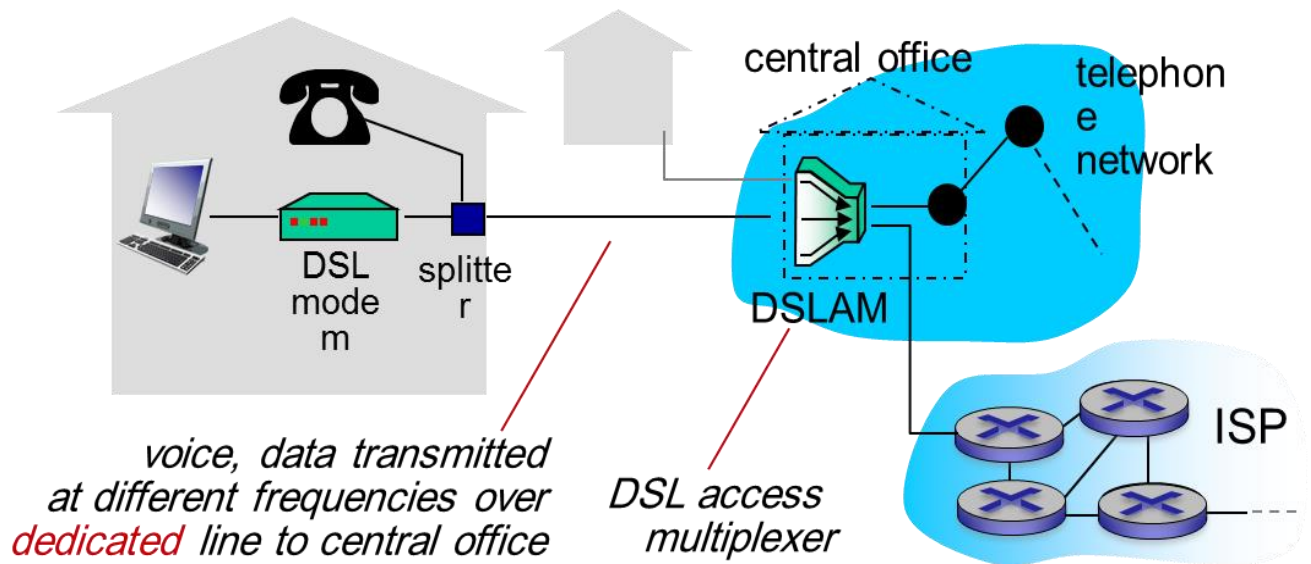 central office
telephon
e
network
DSL
mode
m
splitte
r
DSLAM
ISP
voice, data transmitted
at different frequencies over
dedicated line to central office
DSL access
multiplexer